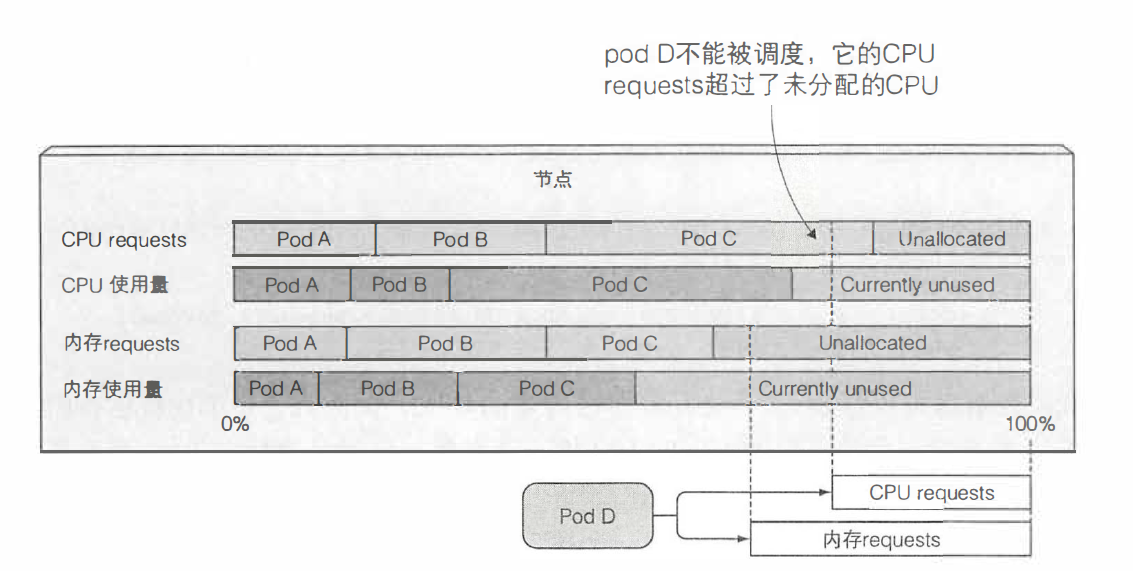 pod D不能被调度，它的CPU
requests超过了未分配的CPU
节点
CPU requests Pod A Pod B Pod C Unallocated
CPU 使用量 Pod A Pod B Pod C Currently unused
内存requests Pod A Pod B Pod C Unallocated
内存使用量 Pod A Pod B Pod C Currently unused
0% 100%
CPU requests
Pod D
内存requests